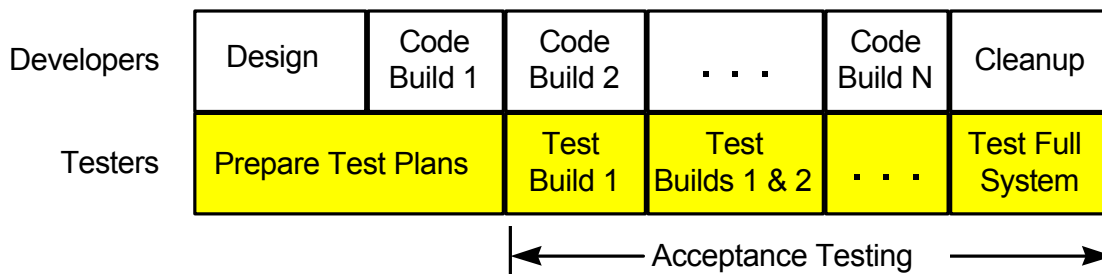 Developers
Design
Code
Build 1
Code
Build 2
. . .
Code
Build N
Cleanup
Testers
Prepare Test Plans
Test
Build 1
Test
Builds 1 & 2
. . .
Test Full
System
Acceptance Testing